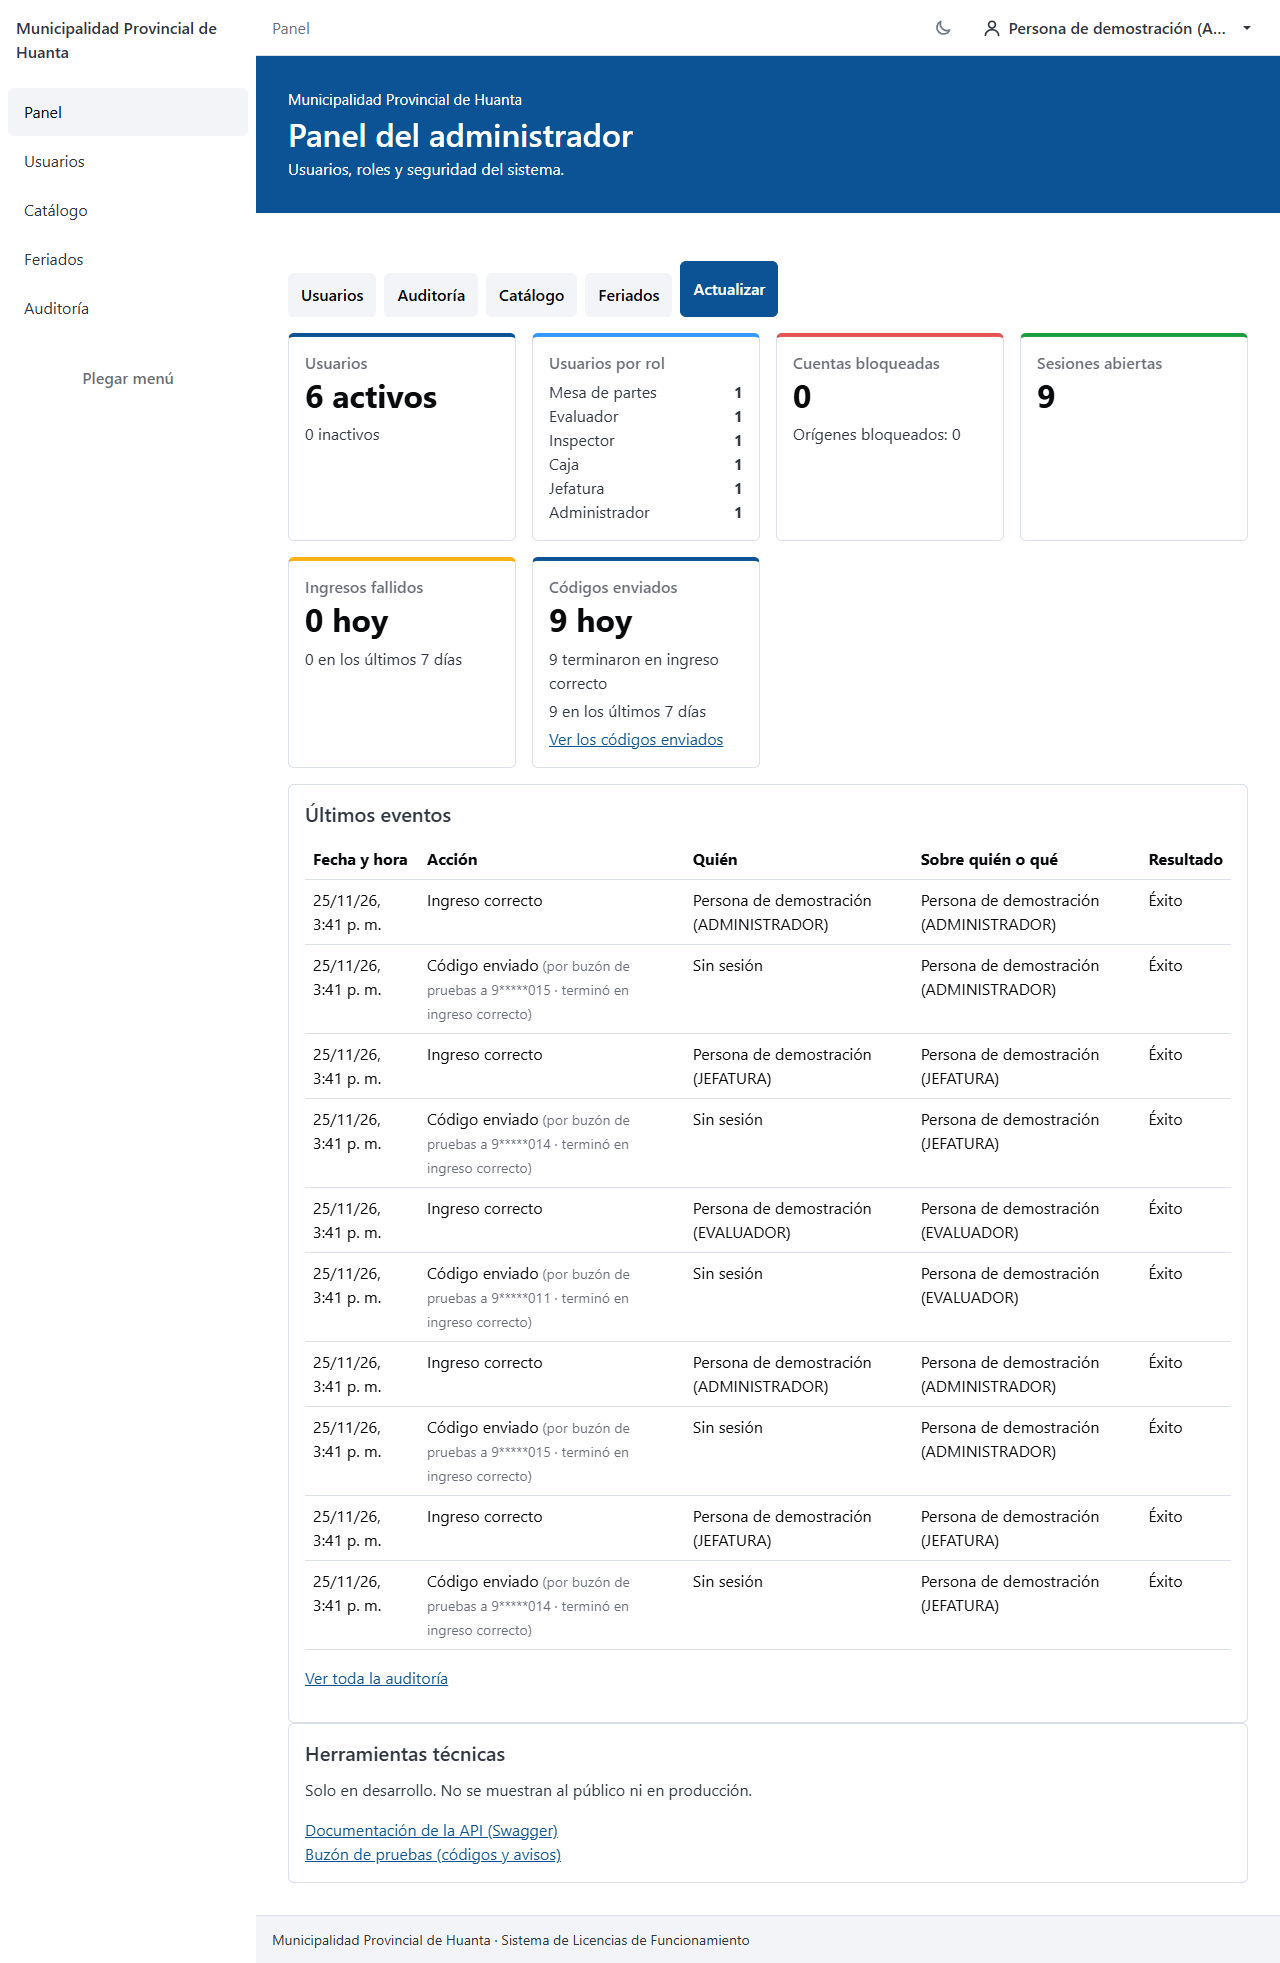 Municipalidad Provincial de
Huanta
Panel
Usuarios
Catálogo
Feriados
Auditoría
Plegar menú
Panel
Persona de demostración (A...
Municipalidad Provincial de Huanta
Panel del administrador
Usuarios, roles y seguridad del sistema.
Usuarios
Auditoría
Catálogo
Feriados
Actualizar
Usuarios
6 activos
0 inactivos
Usuarios por rol
Mesa de partes 1
Evaluador 1
Inspector 1
Caja 1
Jefatura 1
Administrador 1
Cuentas bloqueadas
0
Orígenes bloqueados: 0
Sesiones abiertas
9
Ingresos fallidos
0 hoy
0 en los últimos 7 días
Códigos enviados
9 hoy
9 terminaron en ingreso
correcto
9 en los últimos 7 días
Ver los códigos enviados
Últimos eventos
Fecha y hora Acción Quién Sobre quién o qué Resultado
25/11/26, Ingreso correcto Persona de demostración Persona de demostración Éxito
3:41 p. m. (ADMINISTRADOR) (ADMINISTRADOR)
25/11/26, Código enviado (por buzón de Sin sesión Persona de demostración Éxito
3:41 p. m. pruebas a 9*****015 · terminó en (ADMINISTRADOR)
ingreso correcto)
25/11/26, Ingreso correcto Persona de demostración Persona de demostración Éxito
3:41 p. m. (JEFATURA) (JEFATURA)
25/11/26, Código enviado (por buzón de Sin sesión Persona de demostración Éxito
3:41 p. m. pruebas a 9*****014 · terminó en (JEFATURA)
ingreso correcto)
25/11/26, Ingreso correcto Persona de demostración Persona de demostración Éxito
3:41 p. m. (EVALUADOR) (EVALUADOR)
25/11/26, Código enviado (por buzón de Sin sesión Persona de demostración Éxito
3:41 p. m. pruebas a 9*****011 · terminó en (EVALUADOR)
ingreso correcto)
25/11/26, Ingreso correcto Persona de demostración Persona de demostración Éxito
3:41 p. m. (ADMINISTRADOR) (ADMINISTRADOR)
25/11/26, Código enviado (por buzón de Sin sesión Persona de demostración Éxito
3:41 p. m. pruebas a 9*****015 · terminó en (ADMINISTRADOR)
ingreso correcto)
25/11/26, Ingreso correcto Persona de demostración Persona de demostración Éxito
3:41 p. m. (JEFATURA) (JEFATURA)
25/11/26, Código enviado (por buzón de Sin sesión Persona de demostración Éxito
3:41 p. m. pruebas a 9*****014 · terminó en (JEFATURA)
ingreso correcto)
Ver toda la auditoría
Herramientas técnicas
Solo en desarrollo. No se muestran al público ni en producción.
Documentación de la API (Swagger)
Buzón de pruebas (códigos y avisos)
Municipalidad Provincial de Huanta · Sistema de Licencias de Funcionamiento